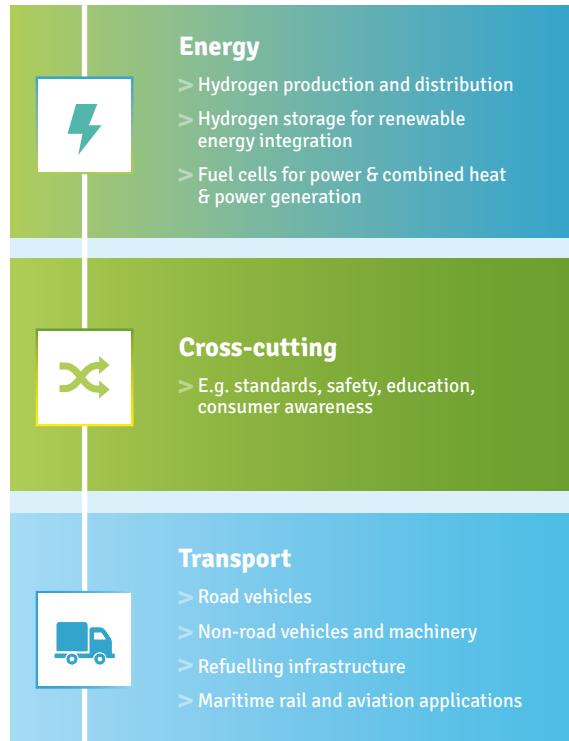 Energy
> Hydrogen production and distribution
> Hydrogen storage for renewable
energy integration
> Fuel cells for power & combined heat
& power generation
Cross-cutting
> E.g. standards, safety, education,
consumer awareness
Transport
> Road vehicles
> Non-road vehicles and machinery
> Refuelling infrastructure
> Maritime rail and aviation applications